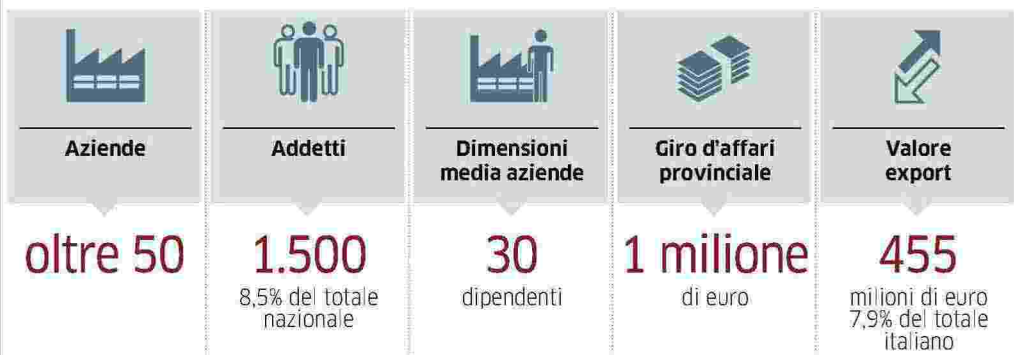 Aziende
oltre 50
Addetti
1.500
8,5% del totale
nazionale
Dimensioni
media aziende
30
dipendenti
Giro d'affari
provinciale
1 milione
di euro
Valore
export
455
milioni di euro
7,9% del totale
italiano